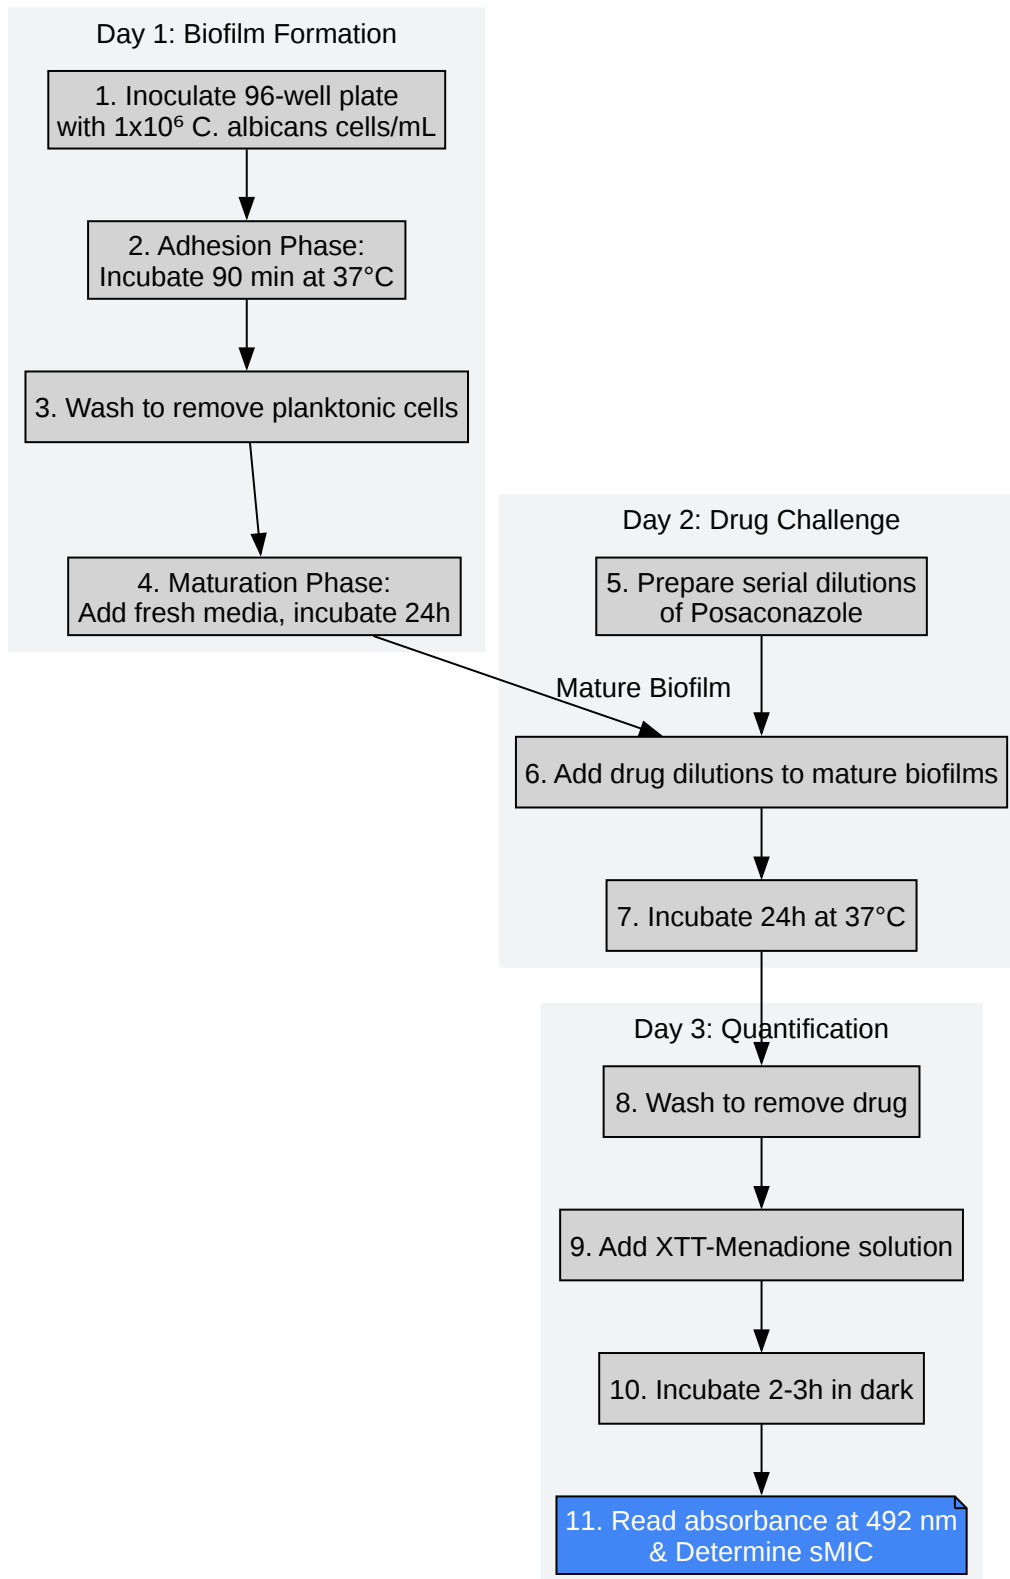 Day 1: Biofilm Formation
1. Inoculate 96-well plate
with 1x10⁶ C. albicans cells/mL
2. Adhesion Phase:
Incubate 90 min at 37°C
3. Wash to remove planktonic cells
4. Maturation Phase:
Add fresh media, incubate 24h
Day 2: Drug Challenge
5. Prepare serial dilutions
of Posaconazole
Mature Biofilm
6. Add drug dilutions to mature biofilms
7. Incubate 24h at 37°C
Day 3: Quantification
8. Wash to remove drug
9. Add XTT-Menadione solution
10. Incubate 2-3h in dark
11. Read absorbance at 492 nm
& Determine sMIC